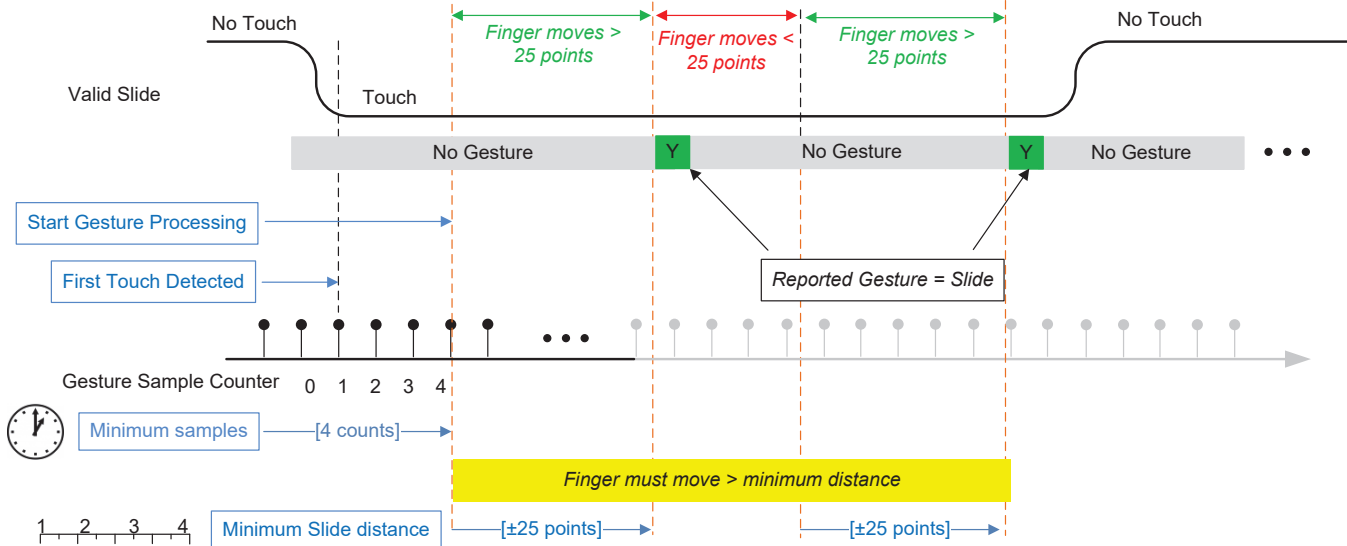 No Touch
Finger moves >
25 points
Finger moves <
25 points
Finger moves >
25 points
No Touch
Valid Slide
Touch
No Gesture
Y
No Gesture
Y
No Gesture
Start Gesture Processing
First Touch Detected
Reported Gesture = Slide
Gesture Sample Counter
0 1 2 3 4
Minimum samples
[4 counts]
Finger must move > minimum distance
1 2 3 4
Minimum Slide distance
[±25 points]
[±25 points]